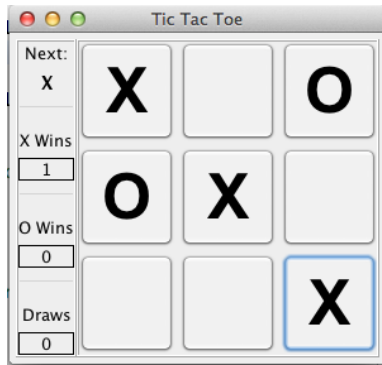 Tic Tac Toe
Next:
X
X Wins
1
O Wins
0
Draws
0
X O
O X
X